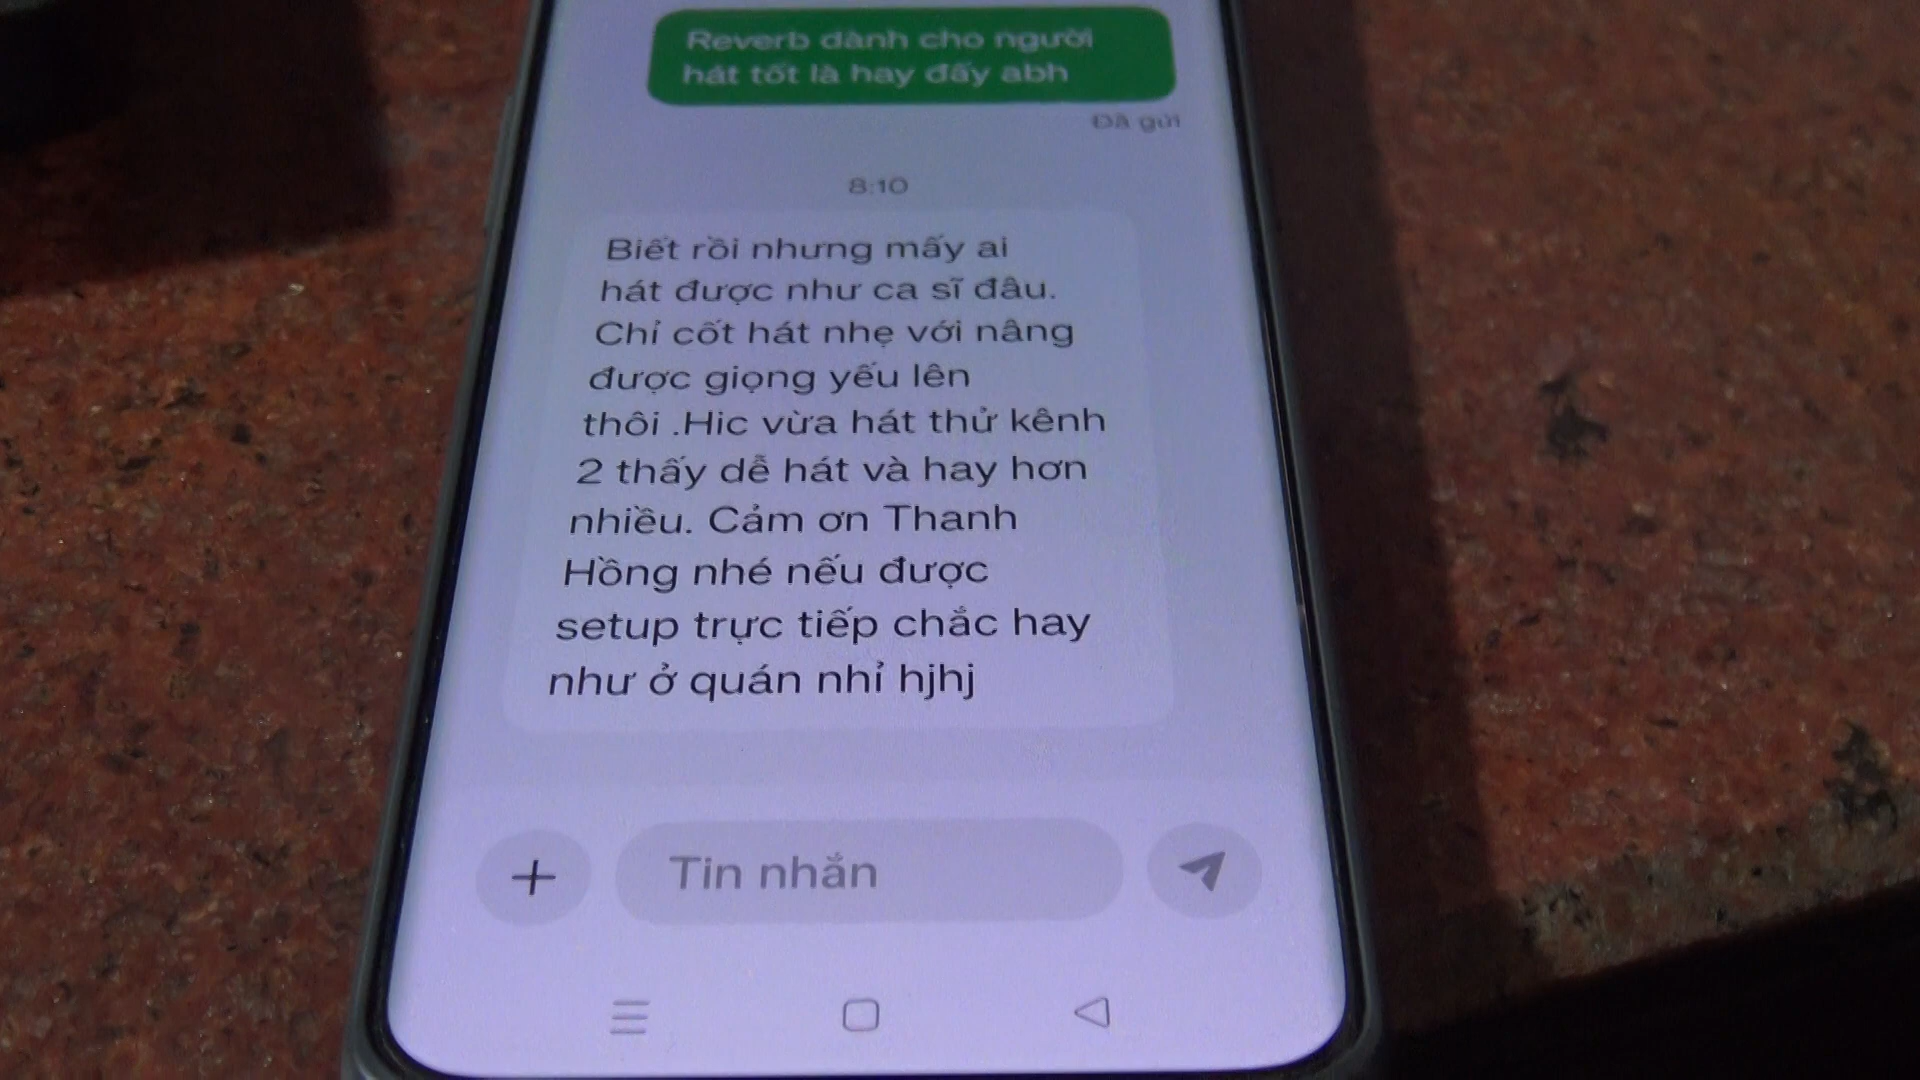 Reverb dành cho người
hát tốt là hay đấy abh
Đã gửi
8:10
Biết rồi nhưng mấy ai
hát được như ca sĩ đâu.
Chỉ cốt hát nhẹ với nâng
được giọng yếu lên
thôi .Hic vừa hát thử kênh
2 thấy dễ hát và hay hơn
nhiều. Cảm ơn Thanh
Hồng nhé nếu được
setup trực tiếp chắc hay
như ở quán nhỉ hjhj
Tin nhắn